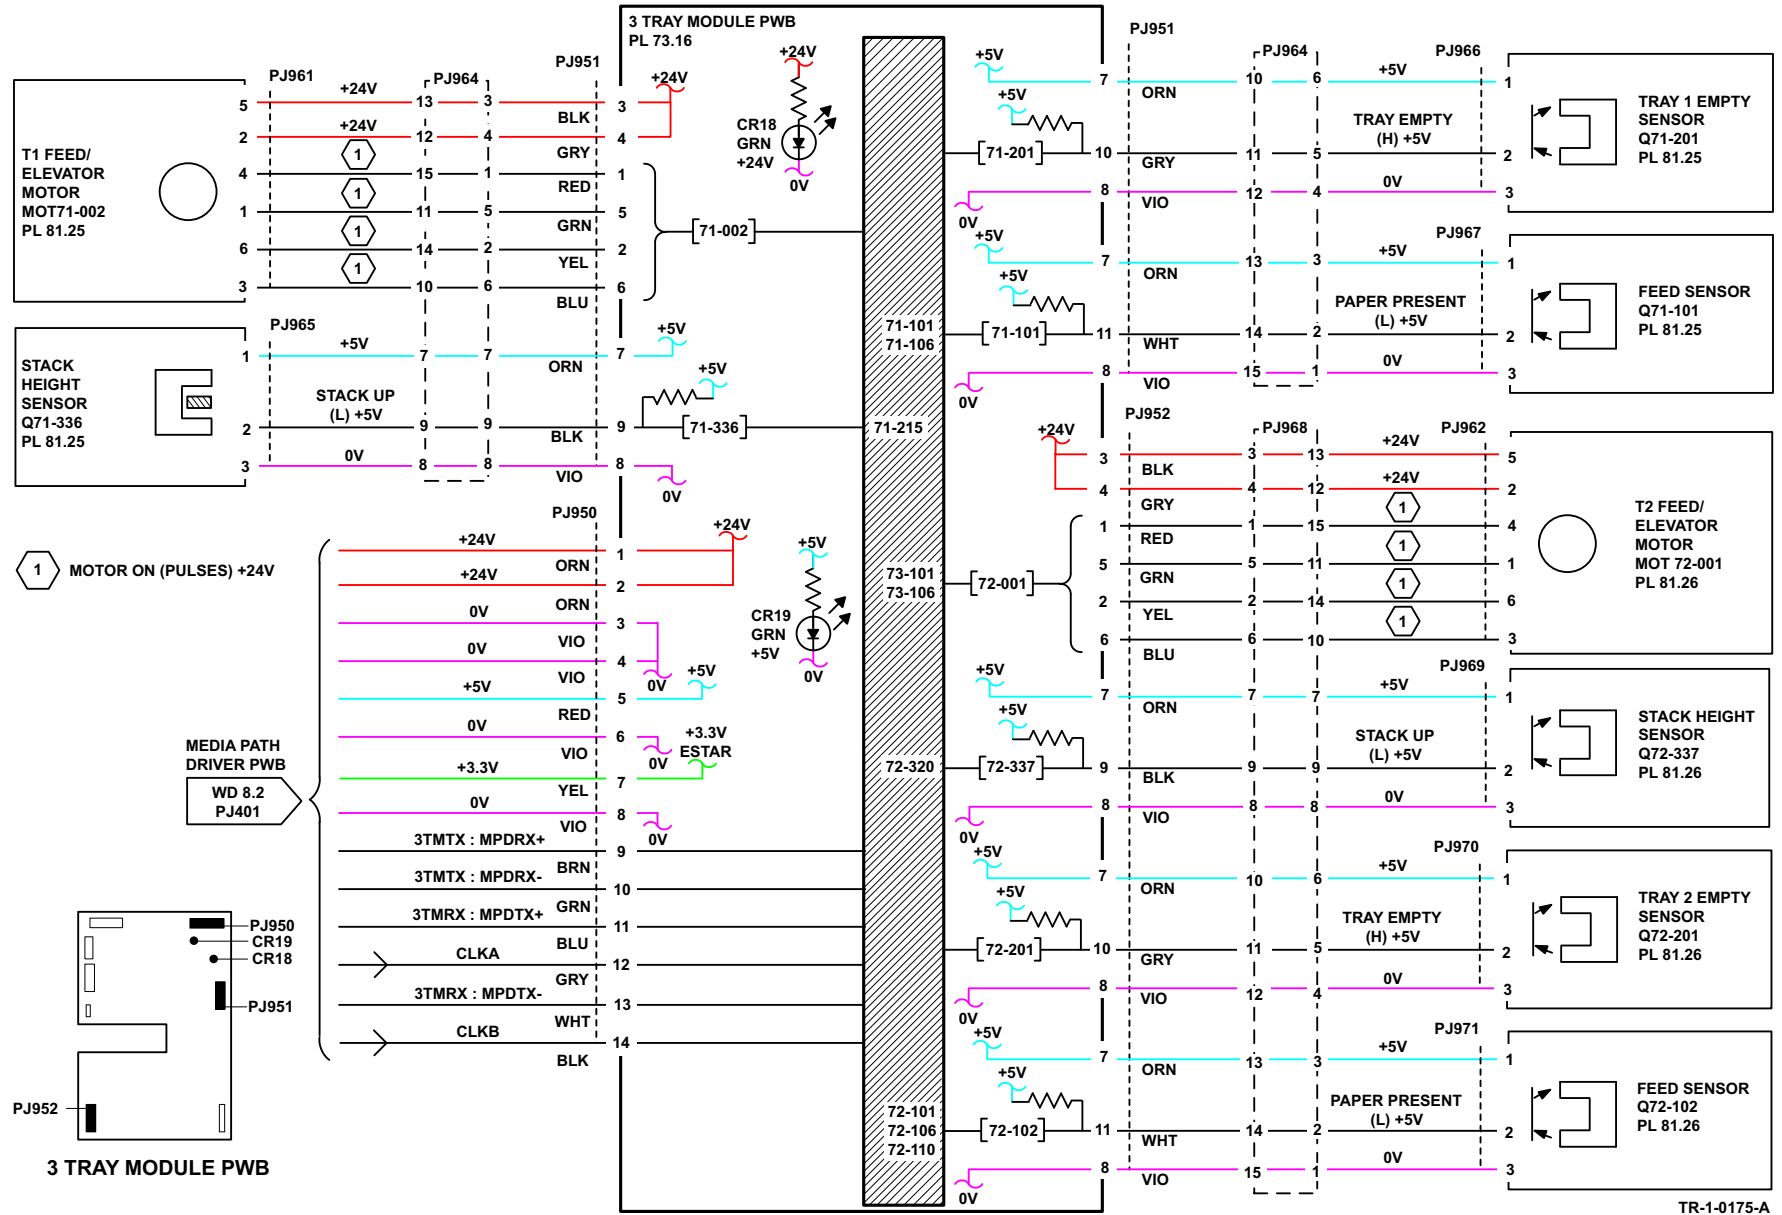 3 TRAY MODULE PWB
PL 73.16
T1 FEED/
ELEVATOR
MOTOR
MOT71-002
PL 81.25
PJ961
PJ964
PJ951
5 +24V 13 3 BLK 3 +24V
2 +24V 12 4 GRY 4
4 1 15 1 RED 1
1 1 11 5 GRN 5
6 1 14 2 YEL 2
3 1 10 6 BLU 6
[71-002]
+24V
CR18
GRN
+24V
0V
STACK
HEIGHT
SENSOR
Q71-336
PL 81.25
PJ965
1 +5V 7 7 ORN 7 +5V
STACK UP
(L) +5V
2 9 9 BLK 9 [71-336] +5V
3 0V 8 8 VIO 8 0V
71-215
1 MOTOR ON (PULSES) +24V
MEDIA PATH
DRIVER PWB
WD 8.2
PJ401
PJ950
+24V ORN 1 +24V
+24V ORN 2
0V VIO 3
0V VIO 4 0V
+5V RED 5 +5V
0V VIO 6 0V
+3.3V YEL 7 +3.3V
ESTAR
0V VIO 8 0V
3TMTX : MPDRX+ BRN 9
3TMTX : MPDRX- GRN 10
3TMRX : MPDTX+ BLU 11
CLKA GRY 12
3TMRX : MPDTX- WHT 13
CLKB BLK 14
+5V
CR19
GRN
+5V
0V
PJ950
CR19
CR18
PJ951
PJ952
3 TRAY MODULE PWB
PJ951
PJ964
PJ966
+5V 7 ORN 10 6 +5V 1
+5V
TRAY EMPTY
(H) +5V
[71-201] 10 GRY 11 5 2
0V 8 VIO 12 4 0V 3
TRAY 1 EMPTY
SENSOR
Q71-201
PL 81.25
PJ967
+5V 7 ORN 13 3 +5V 1
+5V
PAPER PRESENT
(L) +5V
71-101
71-106
[71-101] 11 WHT 14 2 2
0V 8 VIO 15 1 0V 3
FEED SENSOR
Q71-101
PL 81.25
PJ952
PJ968
PJ962
+24V 3 BLK 3 13 +24V 5
4 GRY 4 12 +24V 2
1 RED 1 15 1 4
5 GRN 5 11 1 1
2 YEL 2 14 1 6
6 BLU 6 10 1 3
73-101
73-106
[72-001]
T2 FEED/
ELEVATOR
MOTOR
MOT 72-001
PL 81.26
PJ969
+5V 7 ORN 7 7 +5V 1
+5V
STACK UP
(L) +5V
72-320
[72-337] 9 BLK 9 9 2
0V 8 VIO 8 8 0V 3
STACK HEIGHT
SENSOR
Q72-337
PL 81.26
PJ970
+5V 7 ORN 10 6 +5V 1
+5V
TRAY EMPTY
(H) +5V
[72-201] 10 GRY 11 5 2
0V 8 VIO 12 4 0V 3
TRAY 2 EMPTY
SENSOR
Q72-201
PL 81.26
PJ971
+5V 7 ORN 13 3 +5V 1
+5V
PAPER PRESENT
(L) +5V
72-101
72-106
72-110
[72-102] 11 WHT 14 2 2
0V 8 VIO 15 1 0V 3
FEED SENSOR
Q72-102
PL 81.26
TR-1-0175-A